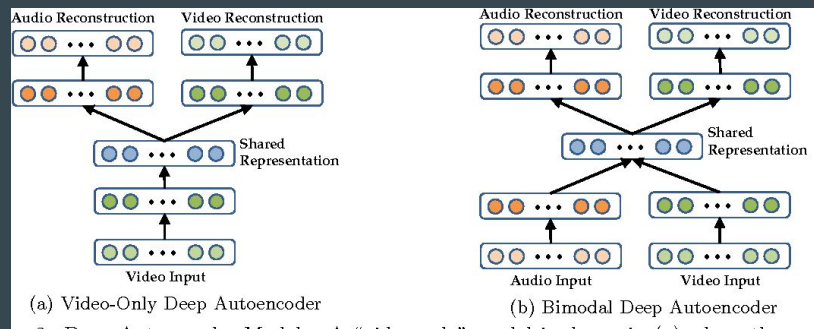 Audio Reconstruction Video Reconstruction
Shared
Representation
Video Input
(a) Video-Only Deep Autoencoder
Audio Reconstruction Video Reconstruction
Shared
Representation
Audio Input Video Input
(b) Bimodal Deep Autoencoder